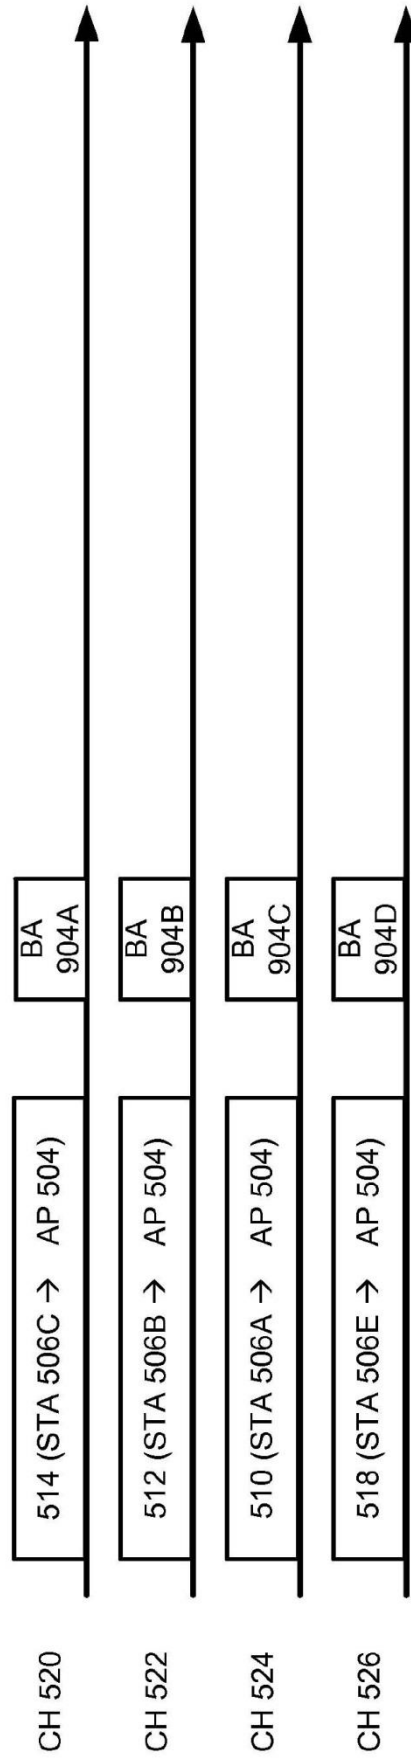 CH 520
514 (STA 506C → AP 504)
BA
904A
CH 522
512 (STA 506B → AP 504)
BA
904B
CH 524
510 (STA 506A → AP 504)
BA
904C
CH 526
518 (STA 506E → AP 504)
BA
904D